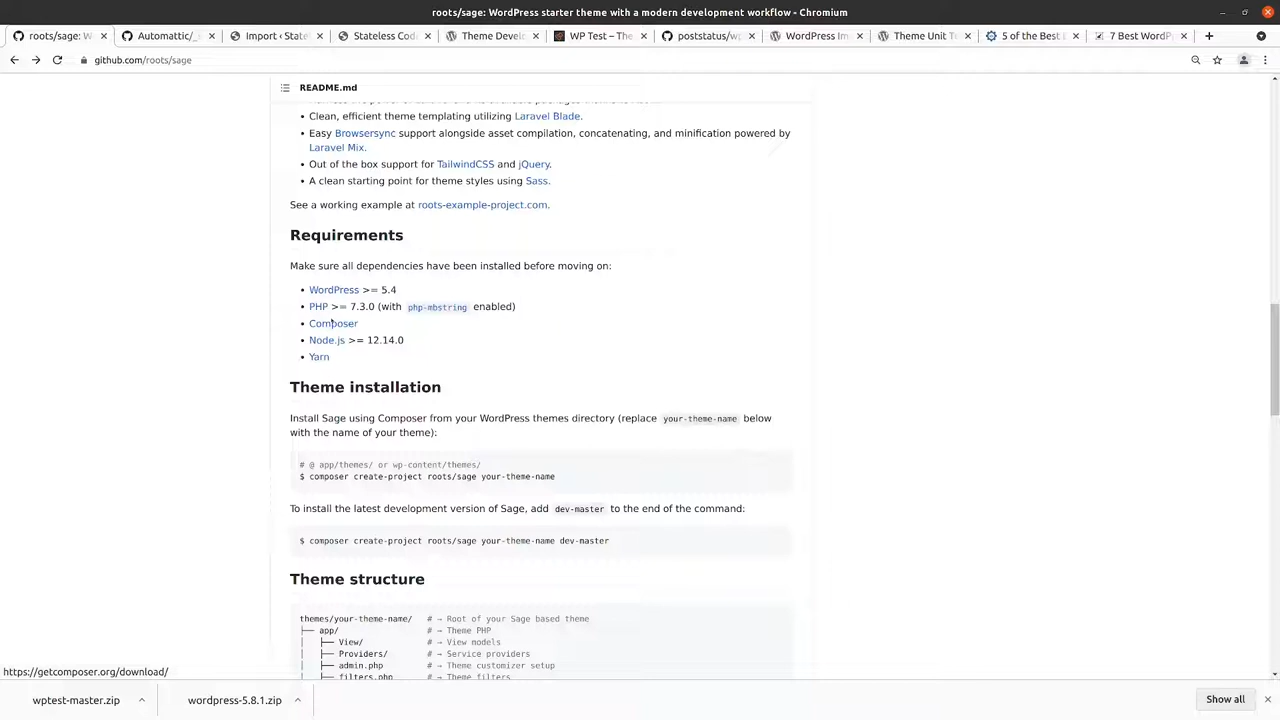 roots/sage: WordPress starter theme with a modern development workflow - Chromium
roots/sage: W
Automattic/_
Import ‹ State
Stateless Cod
Theme Devel
WP Test – The
poststatus/w
WordPress Im
Theme Unit T
5 of the Best
7 Best WordP
github.com/roots/sage
README.md
Clean, efficient theme templating utilizing Laravel Blade.
Easy Browsersync support alongside asset compilation, concatenating, and minification powered by
Laravel Mix.
Out of the box support for TailwindCSS and jQuery.
A clean starting point for theme styles using Sass.
See a working example at roots-example-project.com.
Requirements
Make sure all dependencies have been installed before moving on:
WordPress >= 5.4
PHP >= 7.3.0 (with php-mbstring enabled)
Composer
Node.js >= 12.14.0
Yarn
Theme installation
Install Sage using Composer from your WordPress themes directory (replace your-theme-name below
with the name of your theme):
# @ app/themes/ or wp-content/themes/
$ composer create-project roots/sage your-theme-name
To install the latest development version of Sage, add dev-master to the end of the command:
$ composer create-project roots/sage your-theme-name dev-master
Theme structure
themes/your-theme-name/ # → Root of your Sage based theme
├── app/ # → Theme PHP
│ ├── View/ # → View models
│ ├── Providers/ # → Service providers
│ ├── admin.php # → Theme customizer setup
│ ├── filters.php # → Theme filters
https://getcomposer.org/download/
wptest-master.zip
wordpress-5.8.1.zip
Show all